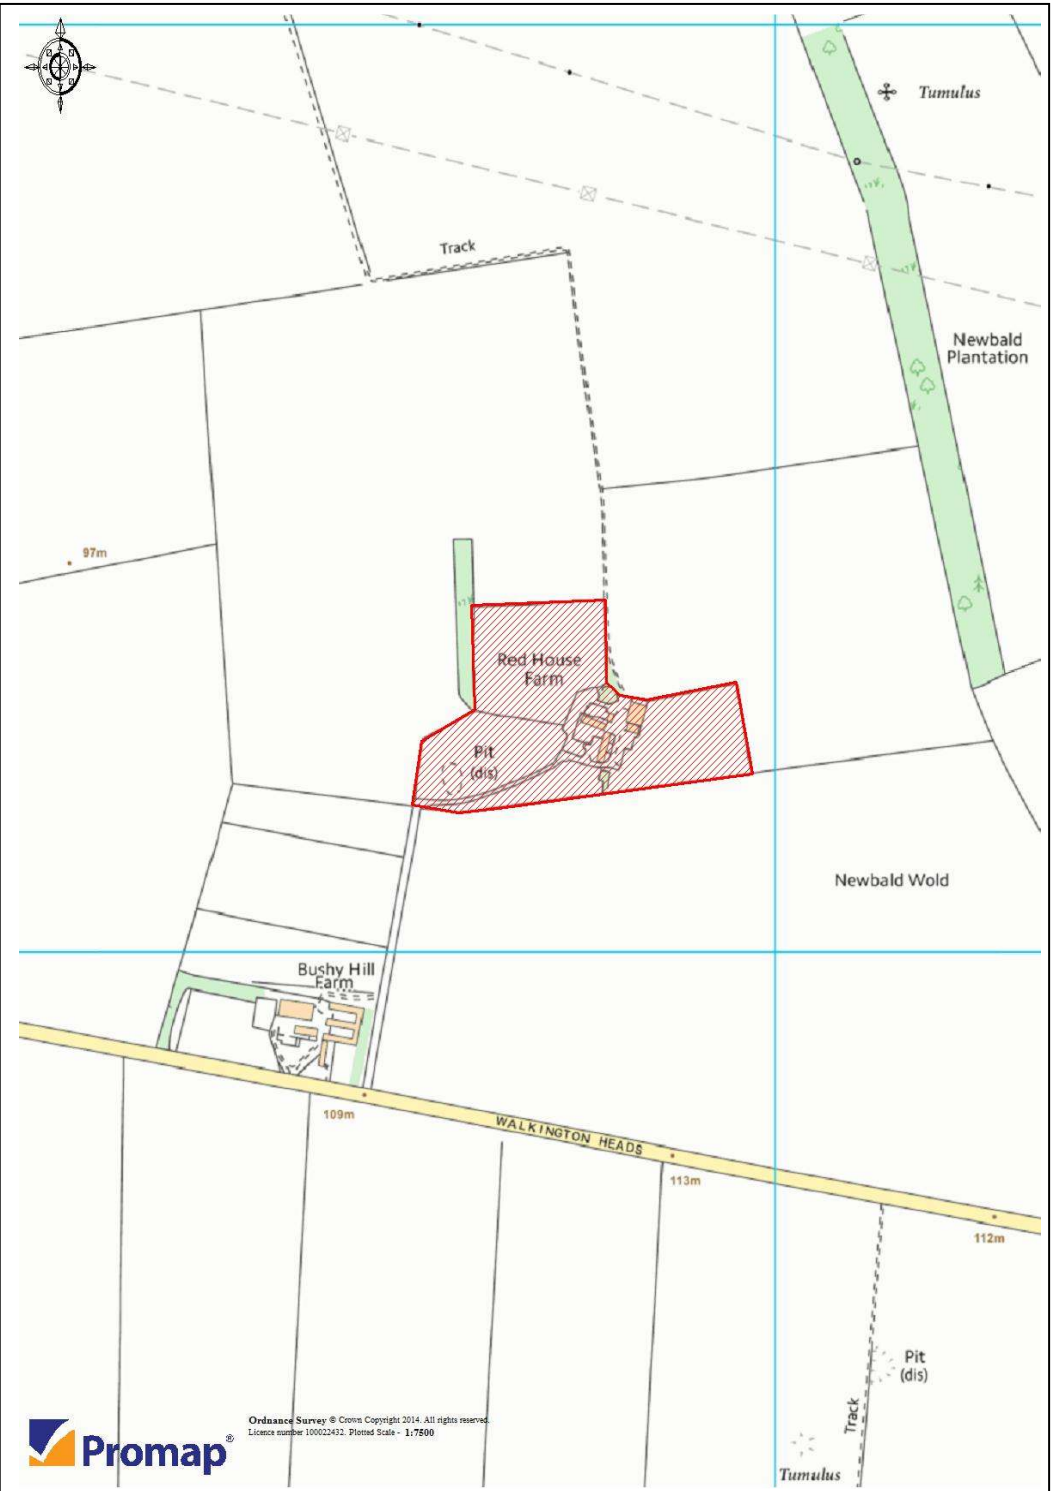 Tumulus
Track
Newbald
Plantation
97m
Red House
Farm
Pit
(dis)
Newbald Wold
Bushy Hill
Farm
109m
WALKINGTON HEADS
113m
112m
Pit
(dis)
Track
Tumulus
Promap®
Ordnance Survey © Crown Copyright 2014. All rights reserved.
Licence number 100022432. Plotted Scale - 1:7500